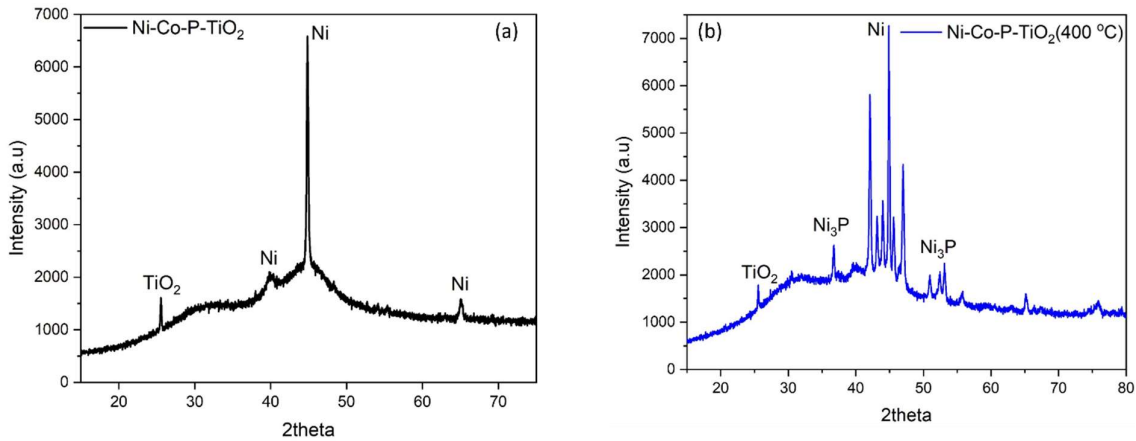 Ni-Co-P-TiO₂
(a)
Ni
Ni
Ni
TiO₂
7000
6000
5000
4000
3000
2000
1000
0
20
30
40
50
60
70
2theta
Intensity (a.u)
(b)
Ni
Ni-Co-P-TiO₂(400 °C)
Ni₃P
Ni₃P
TiO₂
7000
6000
5000
4000
3000
2000
1000
0
20
30
40
50
60
70
80
2theta
Intensity (a.u)